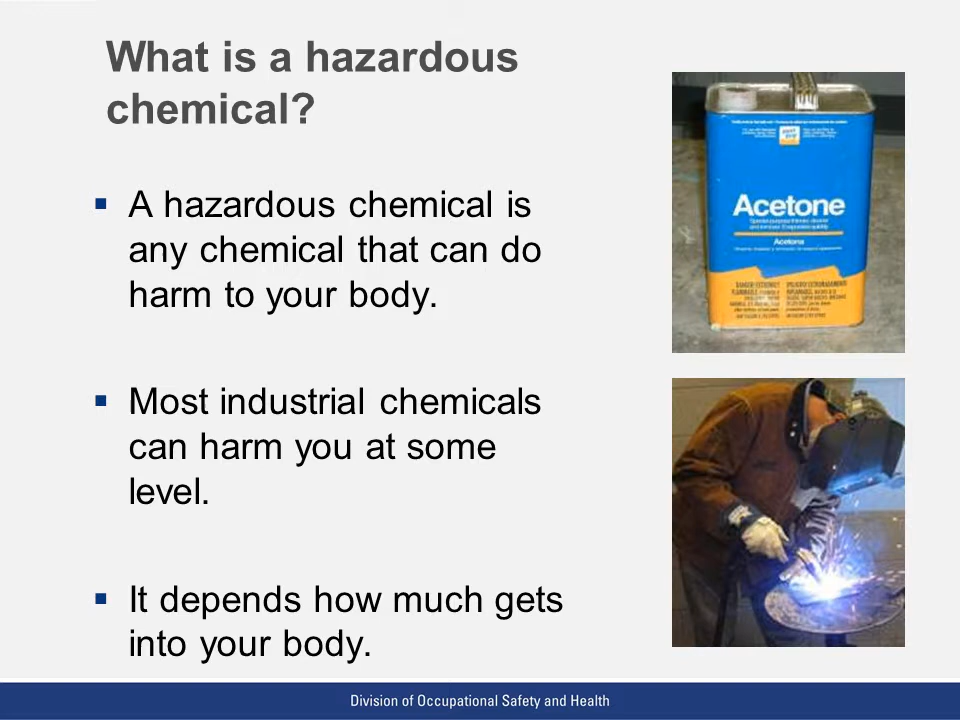 What is a hazardous
chemical?
▪ A hazardous chemical is
any chemical that can do
harm to your body.
▪ Most industrial chemicals
can harm you at some
level.
▪ It depends how much gets
into your body.
Acetone
Acetona
Division of Occupational Safety and Health